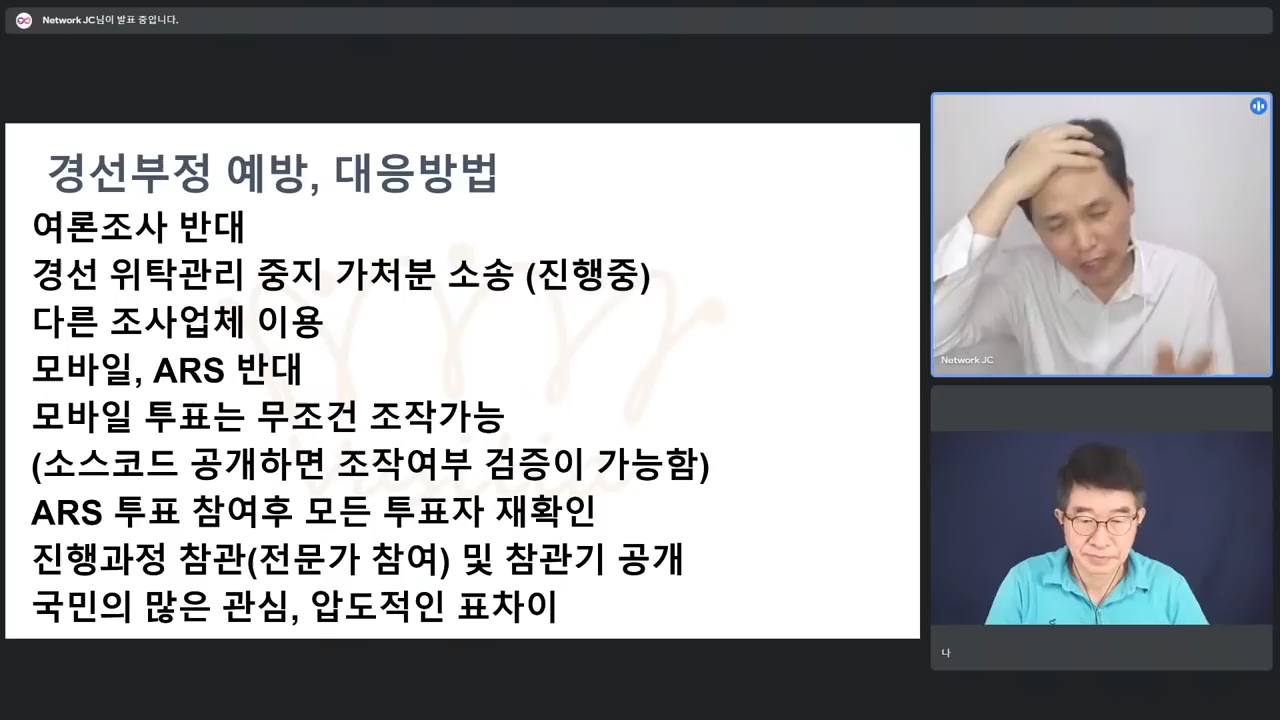 Network JC님이 발표 중입니다.
경선부정 예방, 대응방법
여론조사 반대
경선 위탁관리 중지 가처분 소송 (진행중)
다른 조사업체 이용
모바일, ARS 반대
모바일 투표는 무조건 조작가능
(소스코드 공개하면 조작여부 검증이 가능함)
ARS 투표 참여후 모든 투표자 재확인
진행과정 참관(전문가 참여) 및 참관기 공개
국민의 많은 관심, 압도적인 표차이
Network JC
나